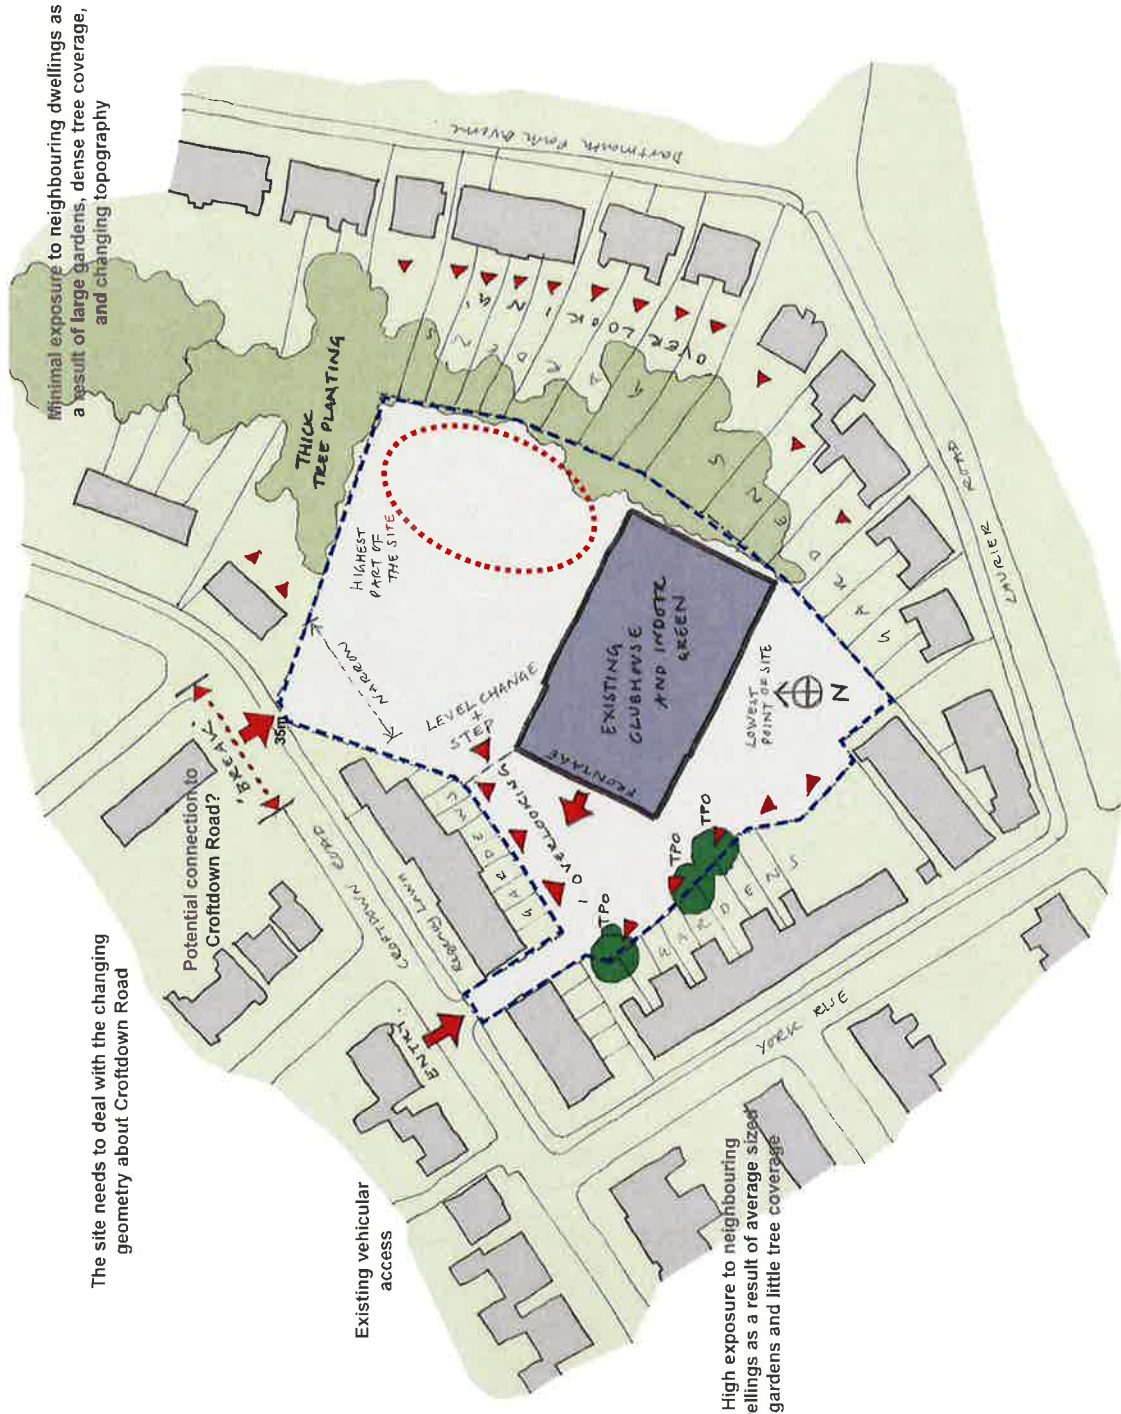 Minimal exposure to neighbouring dwellings as
a result of large gardens, dense tree coverage,
and changing topography
The site needs to deal with the changing
geometry about Croftdown Road
Potential connection to
Croftdown Road?
'BREAK'
35m
Existing vehicular
access
ENTRY
High exposure to neighbouring
ellings as a result of average sized
gardens and little tree coverage
THICK
TREE PLANTING
HIGHEST
PART OF
THE SITE
NARROW
LEVEL CHANGE
+
STEP
OVERLOOKING
FRONTAGE
EXISTING
CLUBHOUSE
AND INDOOR
GREEN
LOWEST
POINT OF SITE
N
TPO
TPO
TPO
GARDENS
GARDENS
OVERLOOKING
GARDENS
Dartmouth Park Avenue
LAURIER ROAD
YORK RISE
CROFTDOWN ROAD
REGENCY LAWN